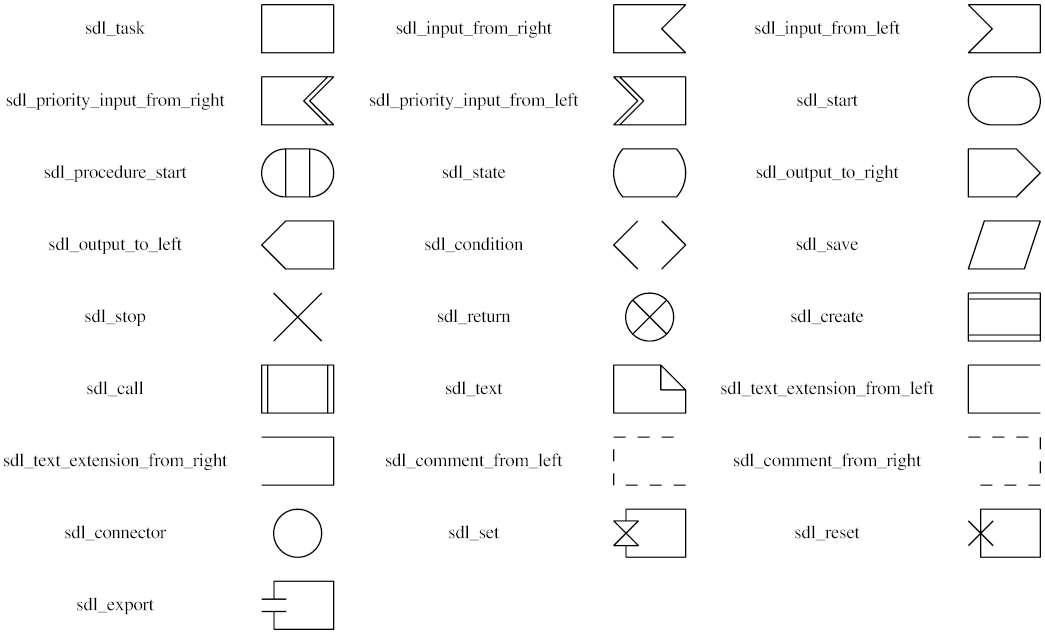 sdl_task sdl_input_from_right sdl_input_from_left
sdl_priority_input_from_right sdl_priority_input_from_left sdl_start
sdl_procedure_start sdl_state sdl_output_to_right
sdl_output_to_left sdl_condition sdl_save
sdl_stop sdl_return sdl_create
sdl_call sdl_text sdl_text_extension_from_left
sdl_text_extension_from_right sdl_comment_from_left sdl_comment_from_right
sdl_connector sdl_set sdl_reset
sdl_export